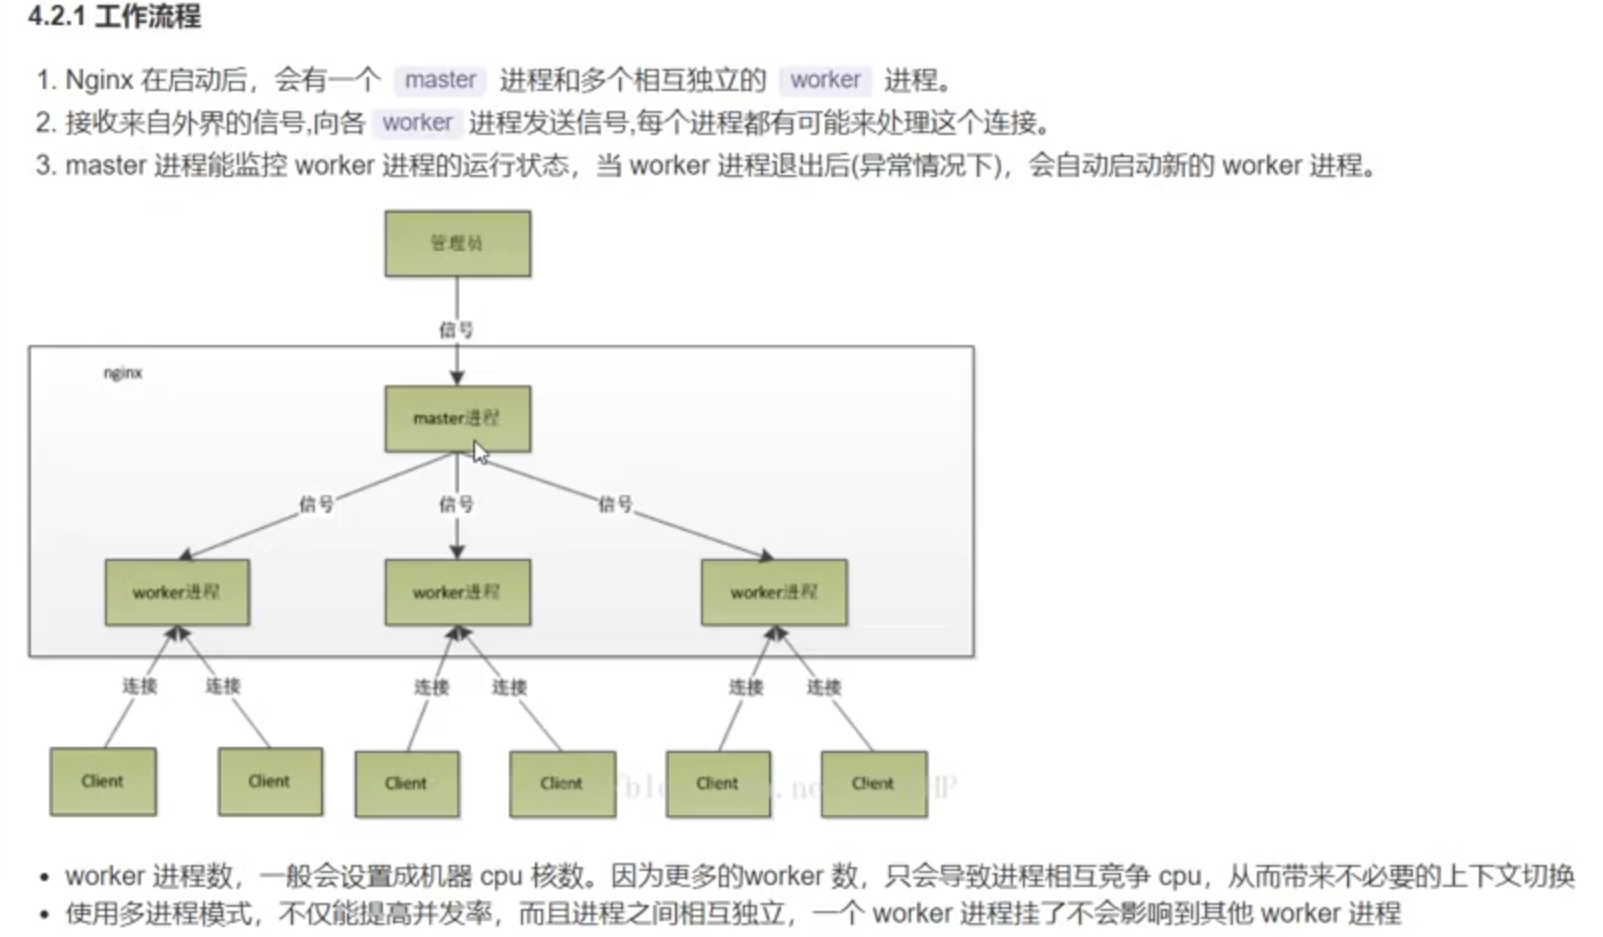 4.2.1 工作流程
1. Nginx 在启动后，会有一个 master 进程和多个相互独立的 worker 进程。
2. 接收来自外界的信号,向各 worker 进程发送信号,每个进程都有可能来处理这个连接。
3. master 进程能监控 worker 进程的运行状态，当 worker 进程退出后(异常情况下)，会自动启动新的 worker 进程。
管理员
信号
nginx
master进程
信号 信号 信号
worker进程 worker进程 worker进程
连接 连接 连接 连接 连接 连接
Client Client Client Client Client Client
• worker 进程数，一般会设置成机器 cpu 核数。因为更多的worker 数，只会导致进程相互竞争 cpu，从而带来不必要的上下文切换
• 使用多进程模式，不仅能提高并发率，而且进程之间相互独立，一个 worker 进程挂了不会影响到其他 worker 进程